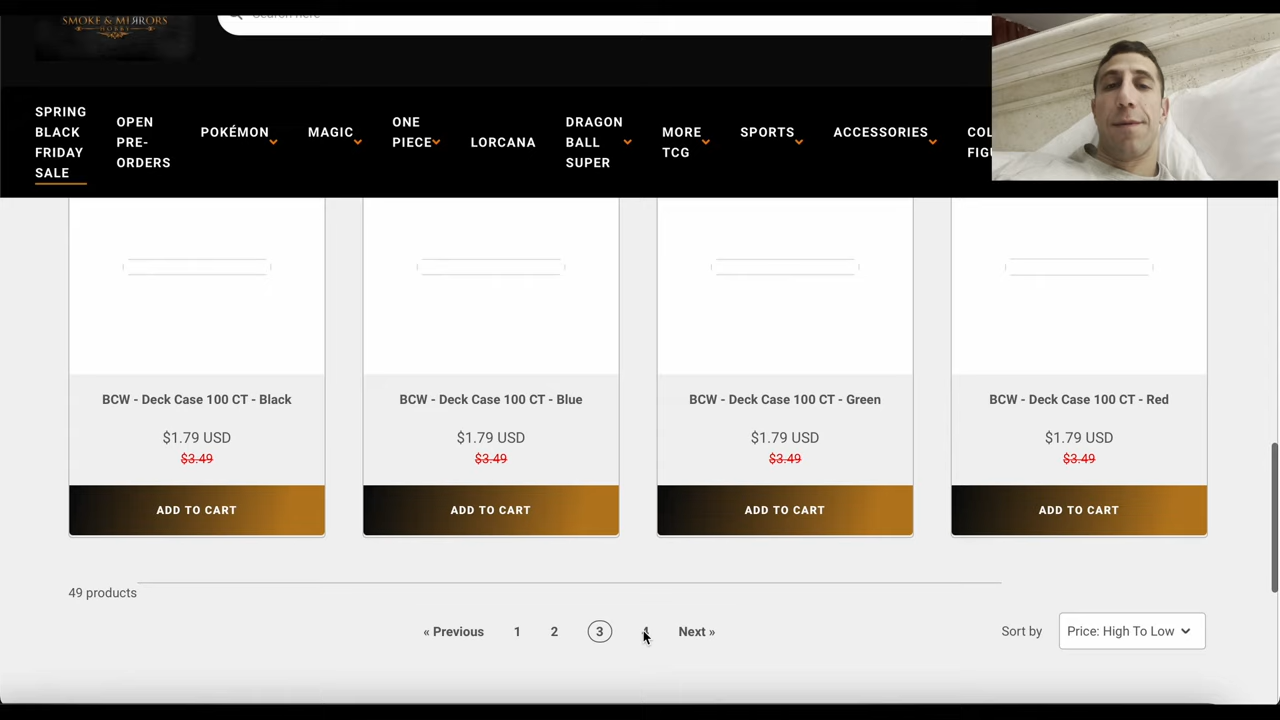 SMOKE & MIRRORS
HOBBY
Search here
SPRING
BLACK
FRIDAY
SALE
OPEN
PRE-
ORDERS
POKÉMON
MAGIC
ONE
PIECE
LORCANA
DRAGON
BALL
SUPER
MORE
TCG
SPORTS
ACCESSORIES
BCW - Deck Case 100 CT - Black
BCW - Deck Case 100 CT - Blue
BCW - Deck Case 100 CT - Green
BCW - Deck Case 100 CT - Red
$1.79 USD
$1.79 USD
$1.79 USD
$1.79 USD
$3.49
$3.49
$3.49
$3.49
ADD TO CART
ADD TO CART
ADD TO CART
ADD TO CART
49 products
« Previous 1 2 3 4 Next »
Sort by Price: High To Low